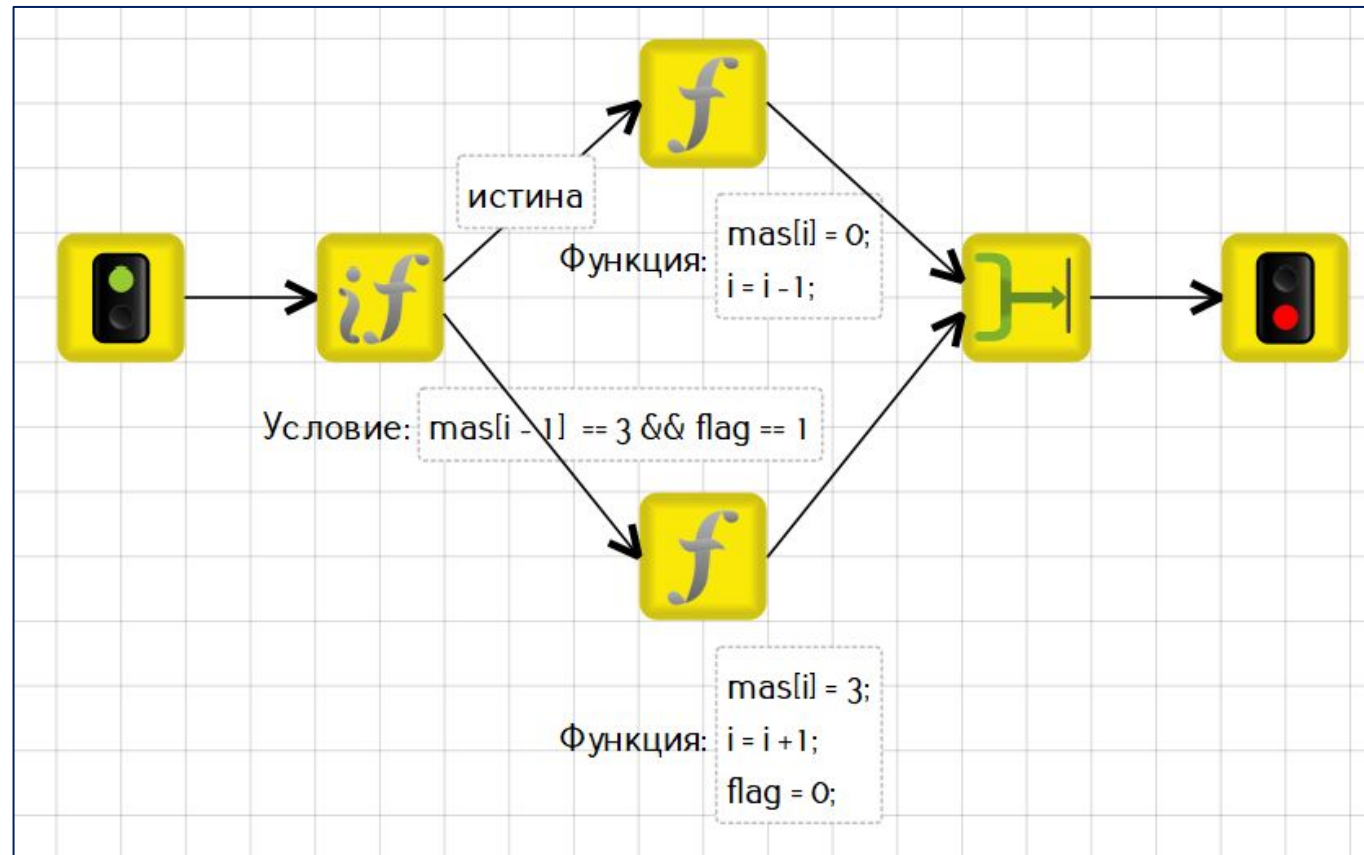 истина
Функция:
mas[i] = 0;
i = i - 1;
Условие: mas[i - 1] == 3 && flag == 1
Функция:
mas[i] = 3;
i = i + 1;
flag = 0;